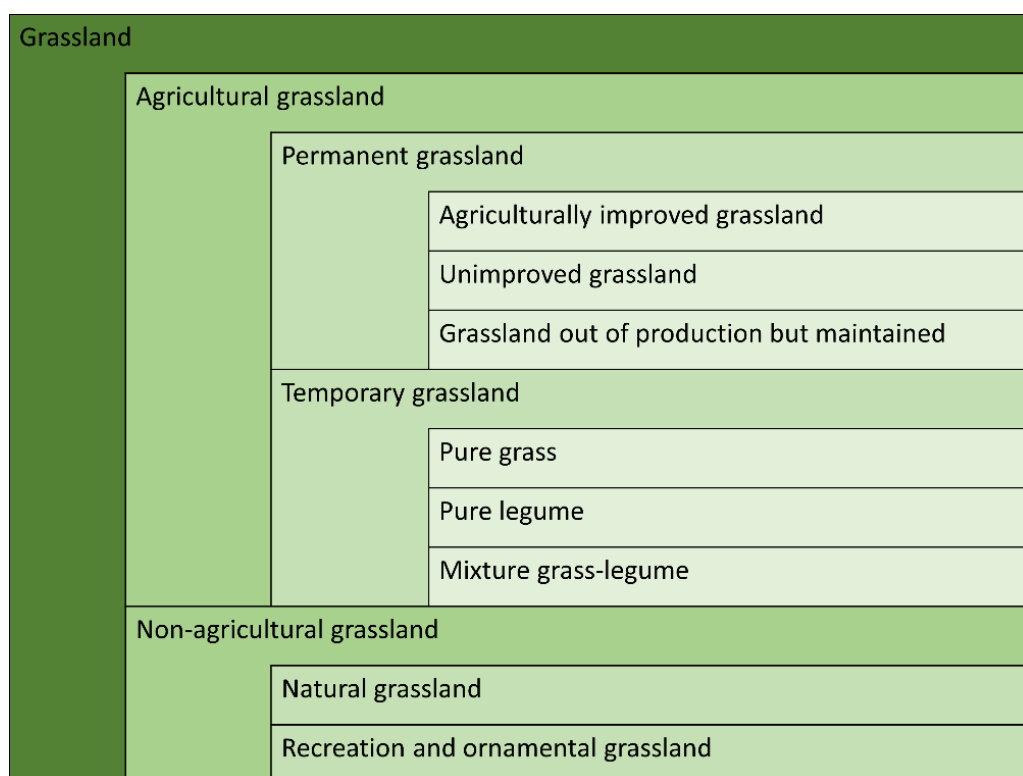 Grassland
Agricultural grassland
Permanent grassland
Agriculturally improved grassland
Unimproved grassland
Grassland out of production but maintained
Temporary grassland
Pure grass
Pure legume
Mixture grass-legume
Non-agricultural grassland
Natural grassland
Recreation and ornamental grassland